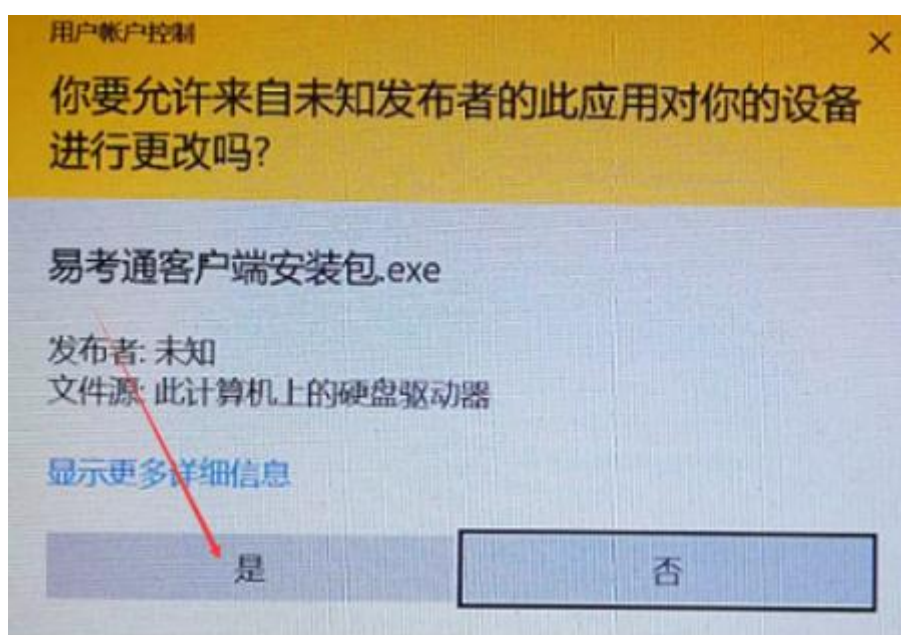 用户帐户控制
×
你要允许来自未知发布者的此应用对你的设备
进行更改吗?
易考通客户端安装包.exe
发布者: 未知
文件源: 此计算机上的硬盘驱动器
显示更多详细信息
是
否